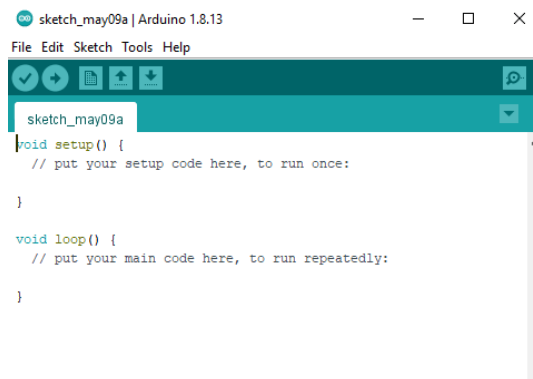 sketch_may09a | Arduino 1.8.13
File Edit Sketch Tools Help
sketch_may09a
void setup() {
  // put your setup code here, to run once:

}

void loop() {
  // put your main code here, to run repeatedly:

}